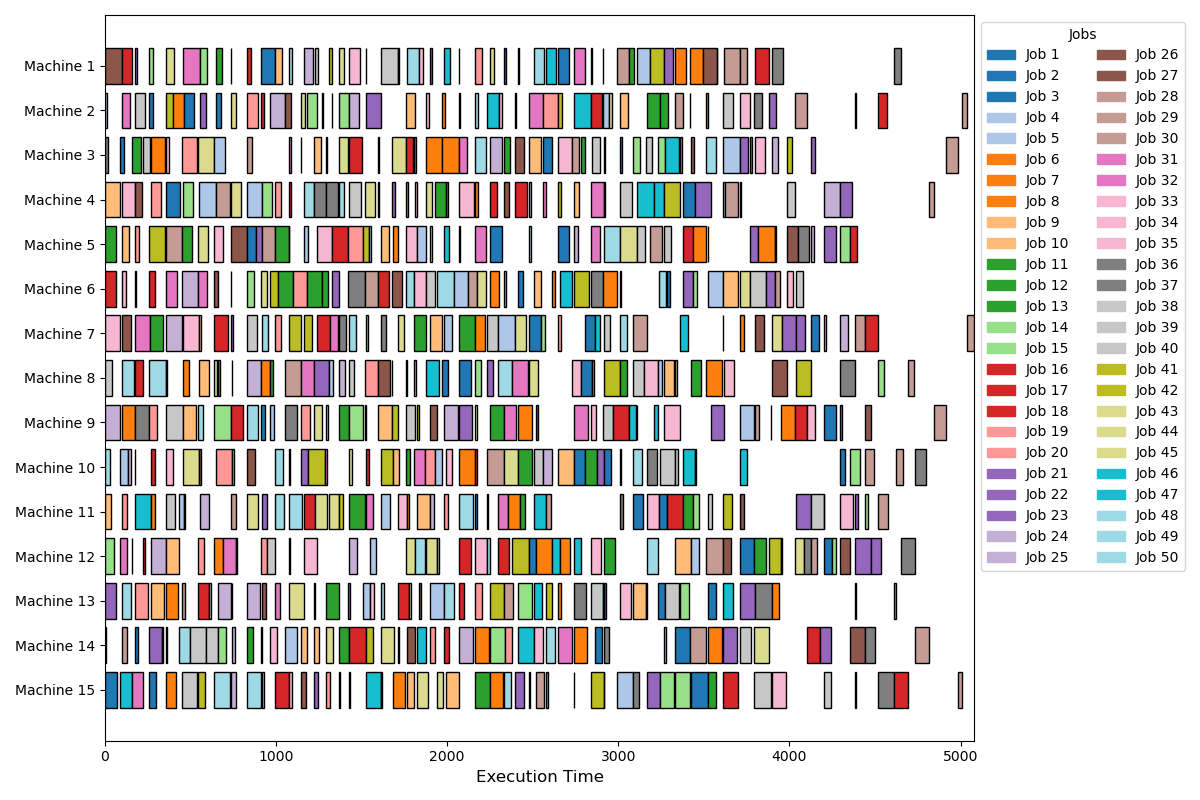 Machine 1
Machine 2
Machine 3
Machine 4
Machine 5
Machine 6
Machine 7
Machine 8
Machine 9
Machine 10
Machine 11
Machine 12
Machine 13
Machine 14
Machine 15
0 1000 2000 3000 4000 5000
Execution Time
Jobs
Job 1
Job 2
Job 3
Job 4
Job 5
Job 6
Job 7
Job 8
Job 9
Job 10
Job 11
Job 12
Job 13
Job 14
Job 15
Job 16
Job 17
Job 18
Job 19
Job 20
Job 21
Job 22
Job 23
Job 24
Job 25
Job 26
Job 27
Job 28
Job 29
Job 30
Job 31
Job 32
Job 33
Job 34
Job 35
Job 36
Job 37
Job 38
Job 39
Job 40
Job 41
Job 42
Job 43
Job 44
Job 45
Job 46
Job 47
Job 48
Job 49
Job 50